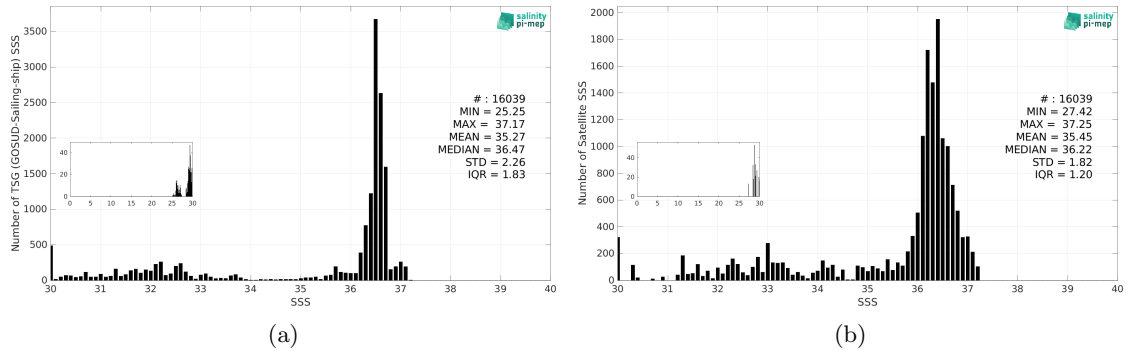 salinity
pi-mep
Number of TSG (GOSUD-Sailing-ship) SSS
3500
3000
2500
2000
1500
1000
500
0
# : 16039
MIN = 25.25
MAX = 37.17
MEAN = 35.27
MEDIAN = 36.47
STD = 2.26
IQR = 1.83
40
20
0
0 5 10 15 20 25 30
30 31 32 33 34 35 36 37 38 39 40
SSS
(a)
salinity
pi-mep
Number of Satellite SSS
2000
1800
1600
1400
1200
1000
800
600
400
200
0
# : 16039
MIN = 27.42
MAX = 37.25
MEAN = 35.45
MEDIAN = 36.22
STD = 1.82
IQR = 1.20
40
20
0
0 5 10 15 20 25 30
30 31 32 33 34 35 36 37 38 39 40
SSS
(b)